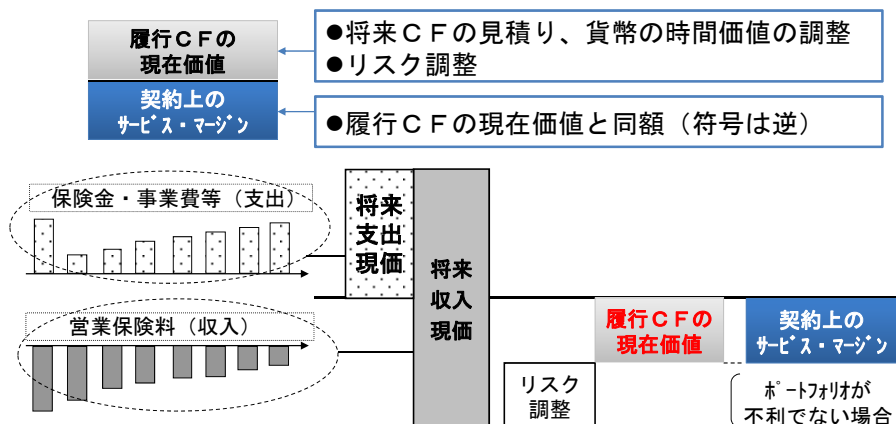 履行ＣＦの
現在価値
●将来ＣＦの見積り、貨幣の時間価値の調整
●リスク調整
契約上の
ｻｰﾋﾞｽ・ﾏｰｼﾞﾝ
●履行ＣＦの現在価値と同額（符号は逆）
保険金・事業費等（支出）
将来
支出
現価
将来
収入
現価
営業保険料（収入）
履行ＣＦの
現在価値
契約上の
ｻｰﾋﾞｽ・ﾏｰｼﾞﾝ
リスク
調整
ﾎﾟｰﾄﾌｫﾘｵが
不利でない場合